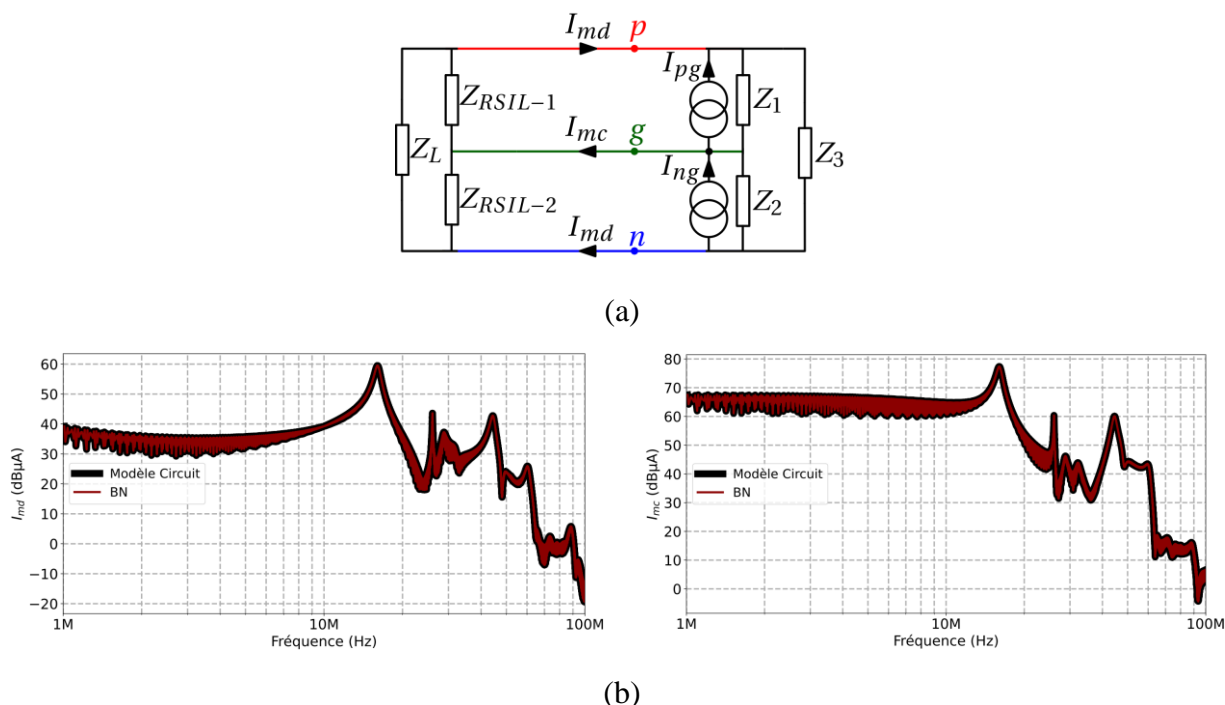 I_md p
I_pg
Z_RSIL−1 Z_1
I_mc g
Z_L Z_3
I_ng
Z_RSIL−2 Z_2
I_md n
(a)
60
50
40
30
20
10
0
−10
−20
I_md (dBμA)
Modèle Circuit
BN
1M 10M 100M
Fréquence (Hz)
80
70
60
50
40
30
20
10
0
I_mc (dBμA)
Modèle Circuit
BN
1M 10M 100M
Fréquence (Hz)
(b)